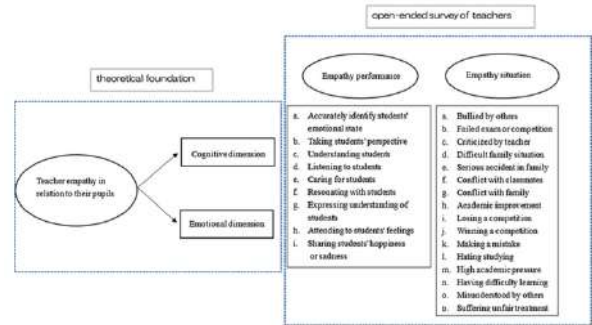 open-ended survey of teachers
theoretical foundation
Teacher empathy in
relation to their pupils
Cognitive dimension
Emotional dimension
Empathy performance
a. Accurately identify students'
emotional state
b. Taking students' perspective
c. Understanding students
d. Listening to students
e. Caring for students
f. Resonating with students
g. Expressing understanding of
students
h. Attending to students' feelings
i. Sharing students' happiness
or sadness
Empathy situation
a. Bullied by others
b. Failed exam or competition
c. Criticized by teacher
d. Difficult family situation
e. Serious accident in family
f. Conflict with classmates
g. Conflict with family
h. Academic improvement
i. Losing a competition
j. Winning a competition
k. Making a mistake
l. Hating studying
m. High academic pressure
n. Having difficulty learning
o. Misunderstood by others
p. Suffering unfair treatment